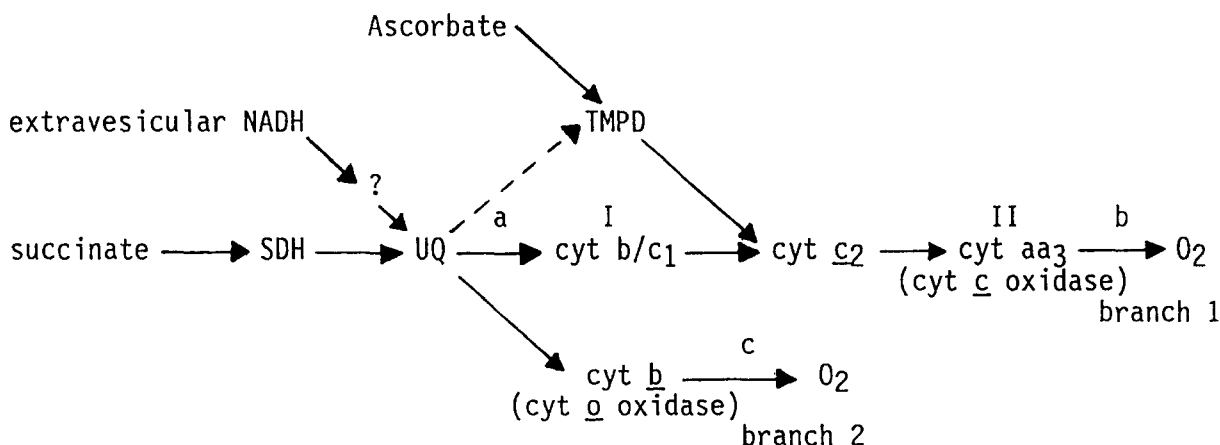 Ascorbate
extravesicular NADH
TMPD
?
a
I
II
b
succinate
SDH
UQ
cyt b/c1
cyt c2
cyt aa3
O2
(cyt c oxidase)
branch 1
c
cyt b
O2
(cyt o oxidase)
branch 2